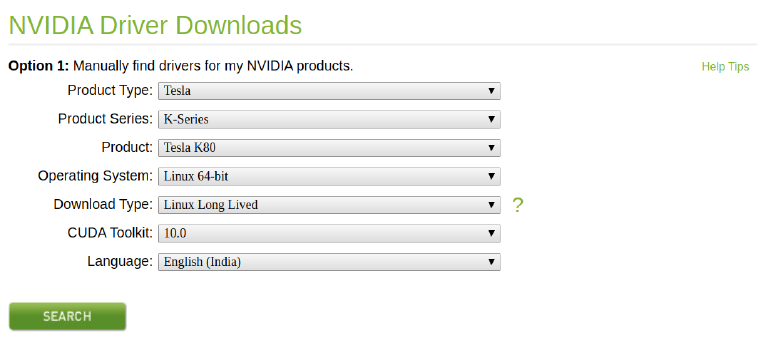 NVIDIA Driver Downloads
Option 1: Manually find drivers for my NVIDIA products. Help Tips
Product Type: Tesla
Product Series: K-Series
Product: Tesla K80
Operating System: Linux 64-bit
Download Type: Linux Long Lived ?
CUDA Toolkit: 10.0
Language: English (India)
SEARCH